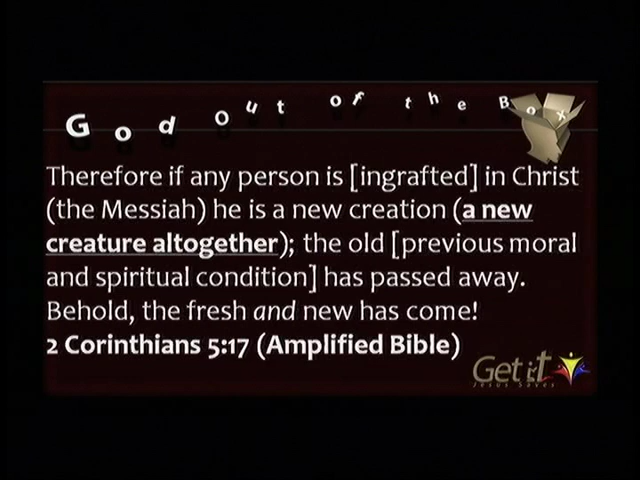 God Out of the Box
Therefore if any person is [ingrafted] in Christ
(the Messiah) he is a new creation (a new
creature altogether); the old [previous moral
and spiritual condition] has passed away.
Behold, the fresh and new has come!
2 Corinthians 5:17 (Amplified Bible)
Get it
Jesus Saves